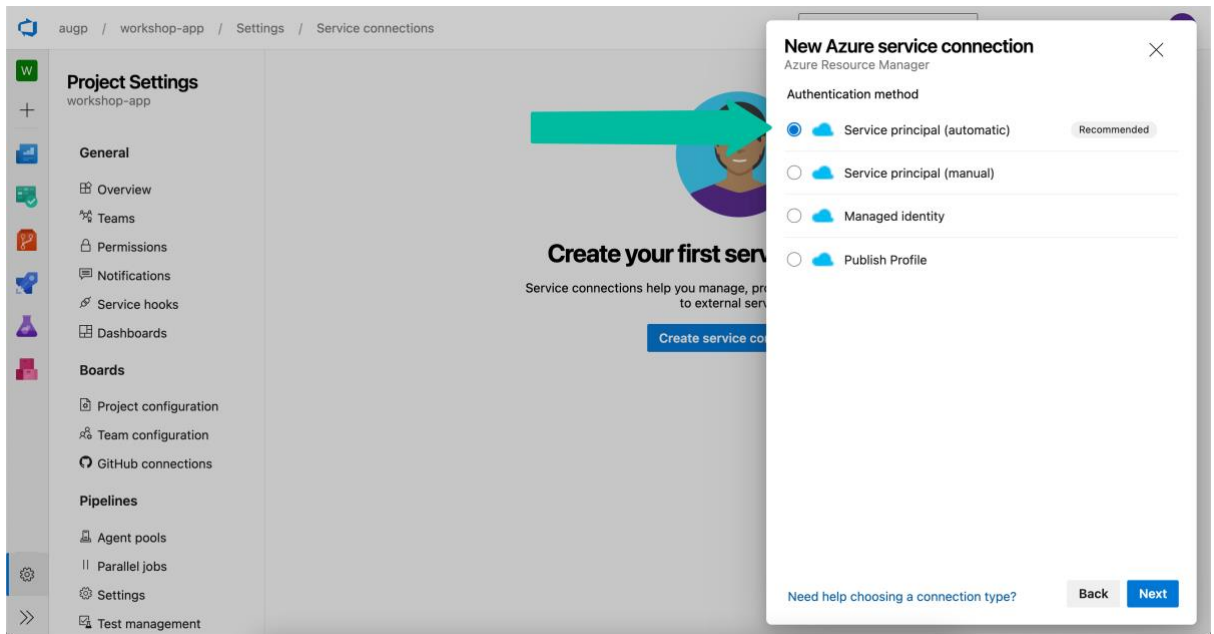 augp / workshop-app / Settings / Service connections
W
Project Settings
workshop-app
General
Overview
Teams
Permissions
Notifications
Service hooks
Dashboards
Boards
Project configuration
Team configuration
GitHub connections
Pipelines
Agent pools
Parallel jobs
Settings
Test management
Create your first serv
Service connections help you manage, pro
to external serv
Create service co
New Azure service connection
Azure Resource Manager
Authentication method
Service principal (automatic)
Recommended
Service principal (manual)
Managed identity
Publish Profile
Need help choosing a connection type?
Back
Next